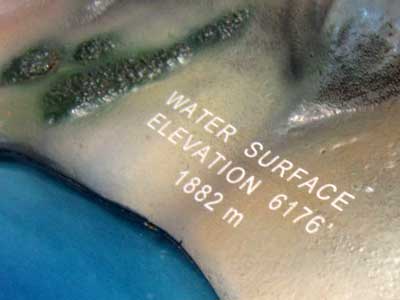 WATER SURFACE
ELEVATION 6176'
1882 m